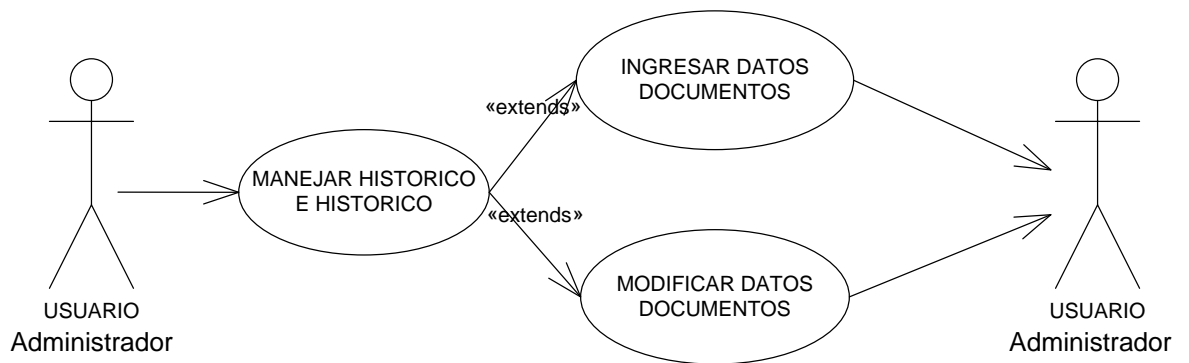 INGRESAR DATOS
DOCUMENTOS
«extends»
MANEJAR HISTORICO
E HISTORICO
«extends»
MODIFICAR DATOS
DOCUMENTOS
USUARIO
Administrador
USUARIO
Administrador